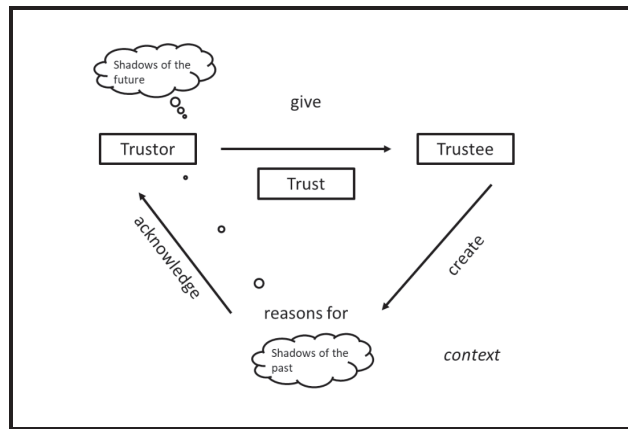 Shadows of the
future
give
Trustor
Trustee
Trust
acknowledge
create
reasons for
Shadows of the
past
context